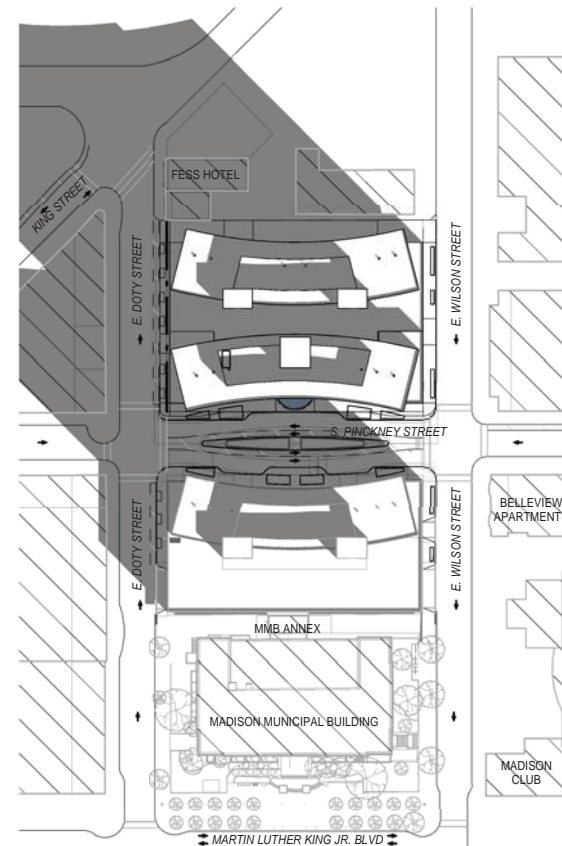 FESS HOTEL
KING STREET
E. DOTY STREET
E. WILSON STREET
S. PINCKNEY STREET
BELLEVIEW
APARTMENT
E. DOTY STREET
E. WILSON STREET
MMB ANNEX
MADISON MUNICIPAL BUILDING
MADISON
CLUB
MARTIN LUTHER KING JR. BLVD